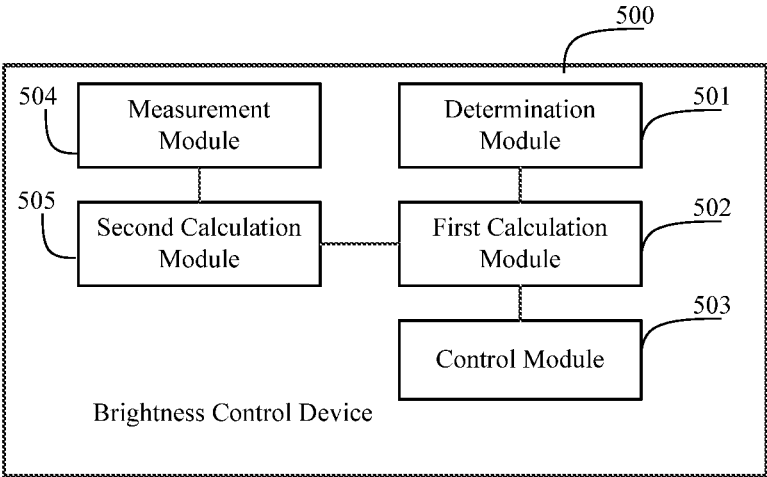 500
504
Measurement
Module
Determination
Module
501
505
Second Calculation
Module
First Calculation
Module
502
503
Control Module
Brightness Control Device